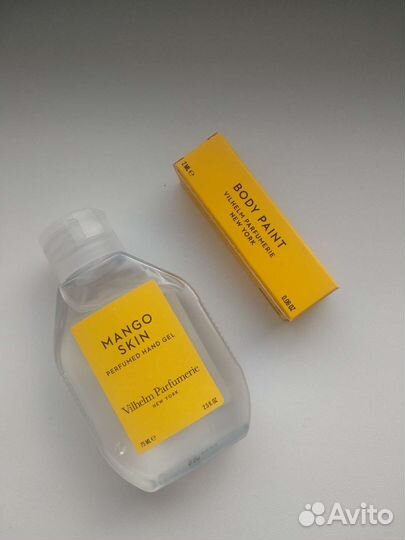 MANGO
SKIN
PERFUMED HAND GEL
Vilhelm Parfumerie
NEW YORK
75 ML ℮
2.5 fl.OZ
2 ML ℮
BODY PAINT
VILHELM PARFUMERIE
NEW YORK
0.06 OZ
Avito